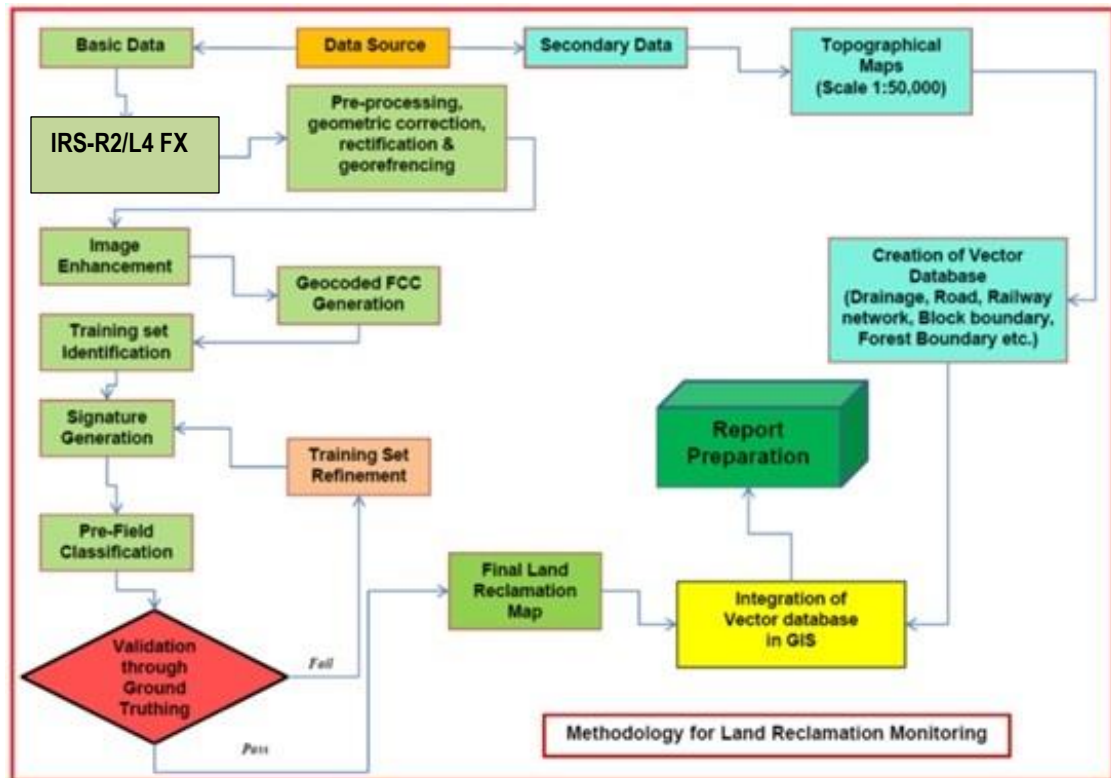 Basic Data
Data Source
Secondary Data
Topographical
Maps
(Scale 1:50,000)
IRS-R2/L4 FX
Pre-processing,
geometric correction,
rectification &
georefrencing
Image
Enhancement
Geocoded FCC
Generation
Creation of Vector
Database
(Drainage, Road, Railway
network, Block boundary,
Forest Boundary etc.)
Training set
Identification
Signature
Generation
Training Set
Refinement
Report
Preparation
Pre-Field
Classification
Final Land
Reclamation
Map
Integration of
Vector database
in GIS
Validation
through
Ground
Truthing
Fail
Pass
Methodology for Land Reclamation Monitoring